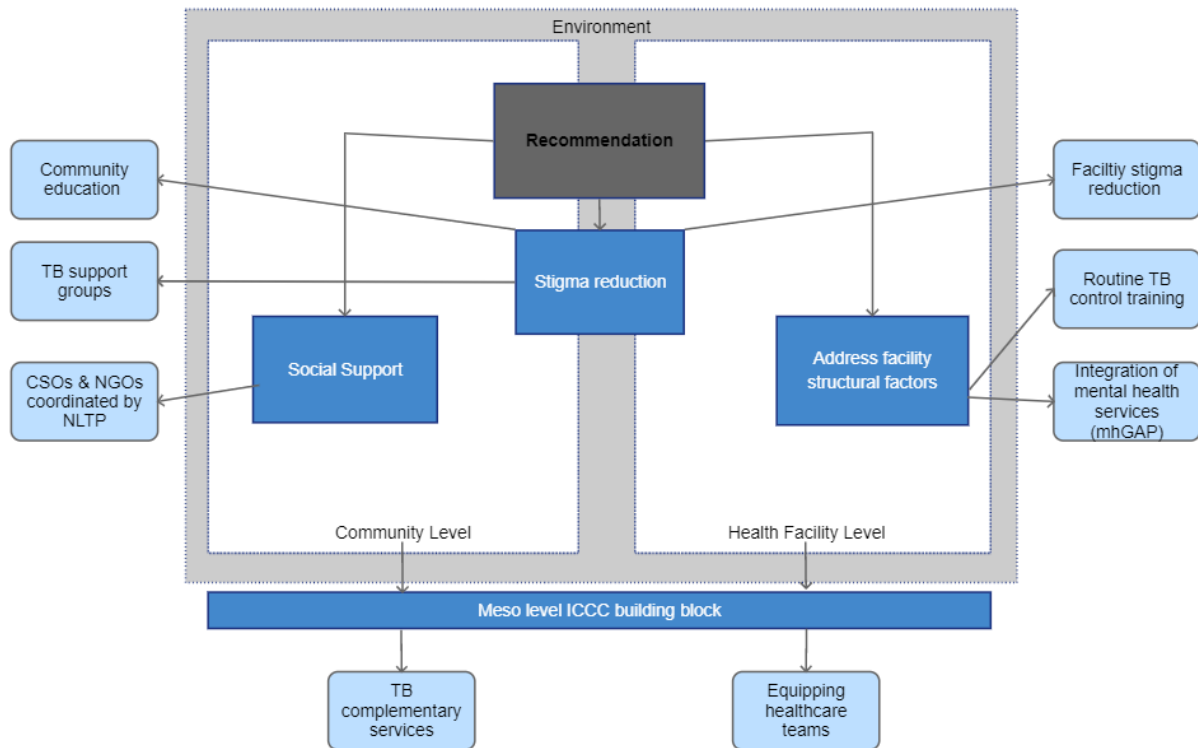 Environment
Recommendation
Community
education
Faciltiy stigma
reduction
TB support
groups
Stigma reduction
Routine TB
control training
Social Support
Address facility
structural factors
CSOs & NGOs
coordinated by
NLTP
Integration of
mental health
services
(mhGAP)
Community Level
Health Facility Level
Meso level ICCC building block
TB
complementary
services
Equipping
healthcare
teams